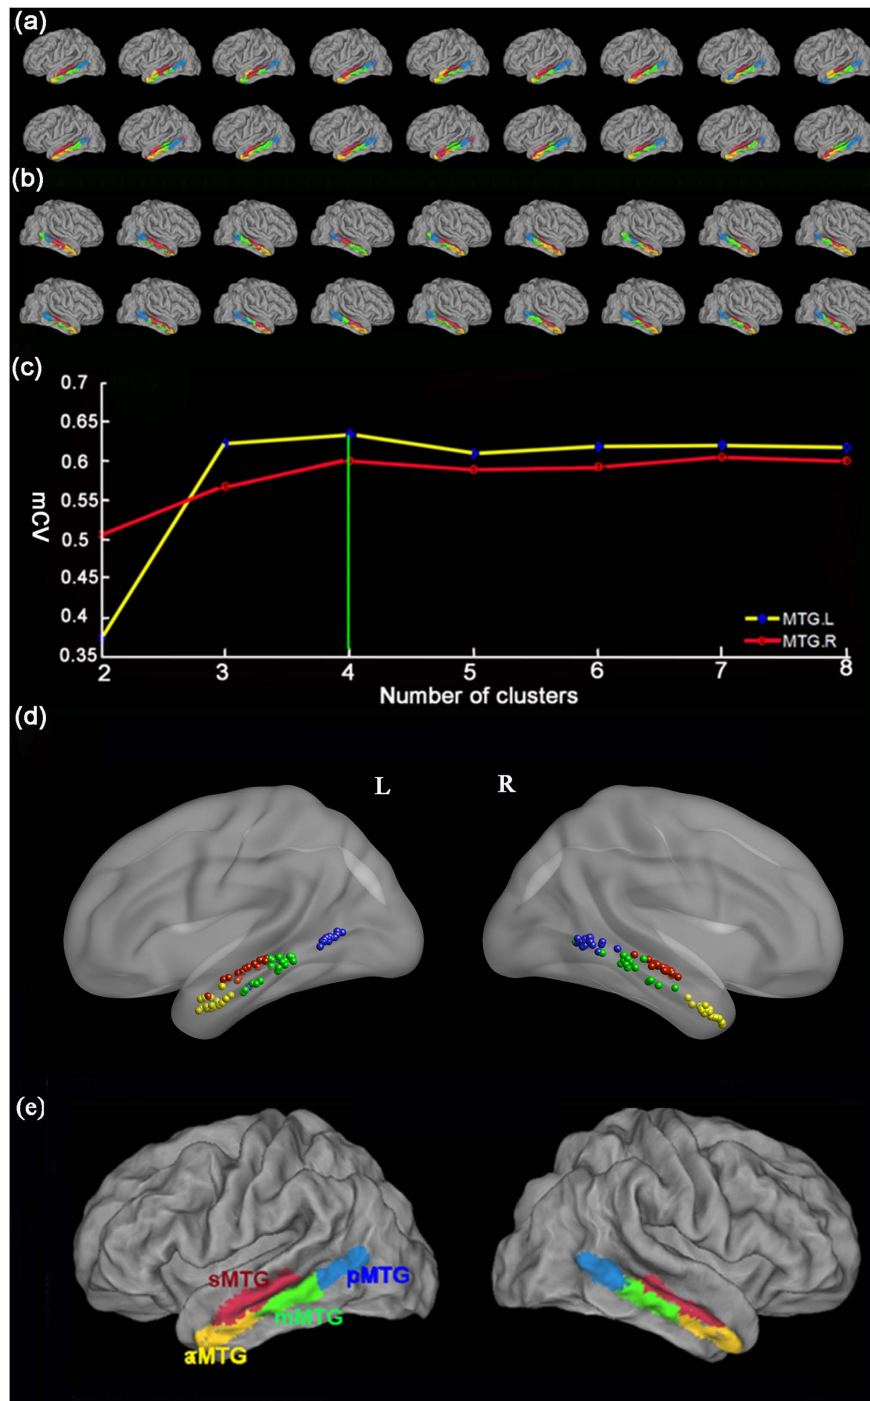 (a)
(b)
(c)
0.7
0.65
0.6
0.55
0.5
0.45
0.4
0.35
mCV
2 3 4 5 6 7 8
Number of clusters
MTG.L
MTG.R
(d)
L R
(e)
sMTG
pMTG
mMTG
aMTG